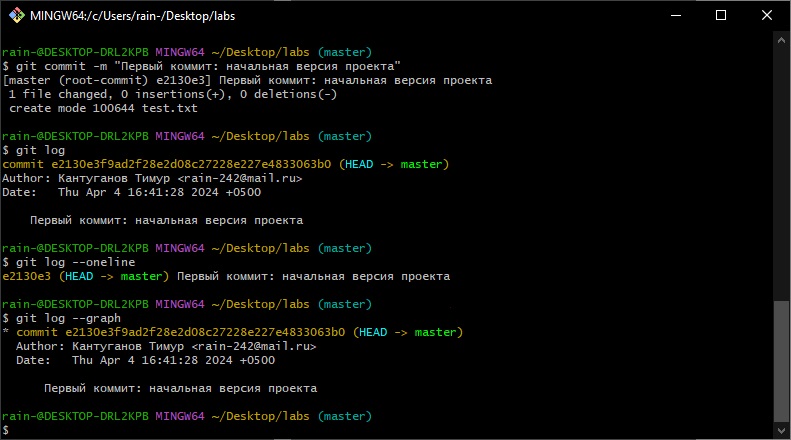 MINGW64:/c/Users/rain-/Desktop/labs
rain-@DESKTOP-DRL2KPB MINGW64 ~/Desktop/labs (master)
$ git commit -m "Первый коммит: начальная версия проекта"
[master (root-commit) e2130e3] Первый коммит: начальная версия проекта
 1 file changed, 0 insertions(+), 0 deletions(-)
 create mode 100644 test.txt
rain-@DESKTOP-DRL2KPB MINGW64 ~/Desktop/labs (master)
$ git log
commit e2130e3f9ad2f28e2d08c27228e227e4833063b0 (HEAD -> master)
Author: Кантуганов Тимур <rain-242@mail.ru>
Date:   Thu Apr 4 16:41:28 2024 +0500
    Первый коммит: начальная версия проекта
rain-@DESKTOP-DRL2KPB MINGW64 ~/Desktop/labs (master)
$ git log --oneline
e2130e3 (HEAD -> master) Первый коммит: начальная версия проекта
rain-@DESKTOP-DRL2KPB MINGW64 ~/Desktop/labs (master)
$ git log --graph
* commit e2130e3f9ad2f28e2d08c27228e227e4833063b0 (HEAD -> master)
  Author: Кантуганов Тимур <rain-242@mail.ru>
  Date:   Thu Apr 4 16:41:28 2024 +0500
      Первый коммит: начальная версия проекта
rain-@DESKTOP-DRL2KPB MINGW64 ~/Desktop/labs (master)
$